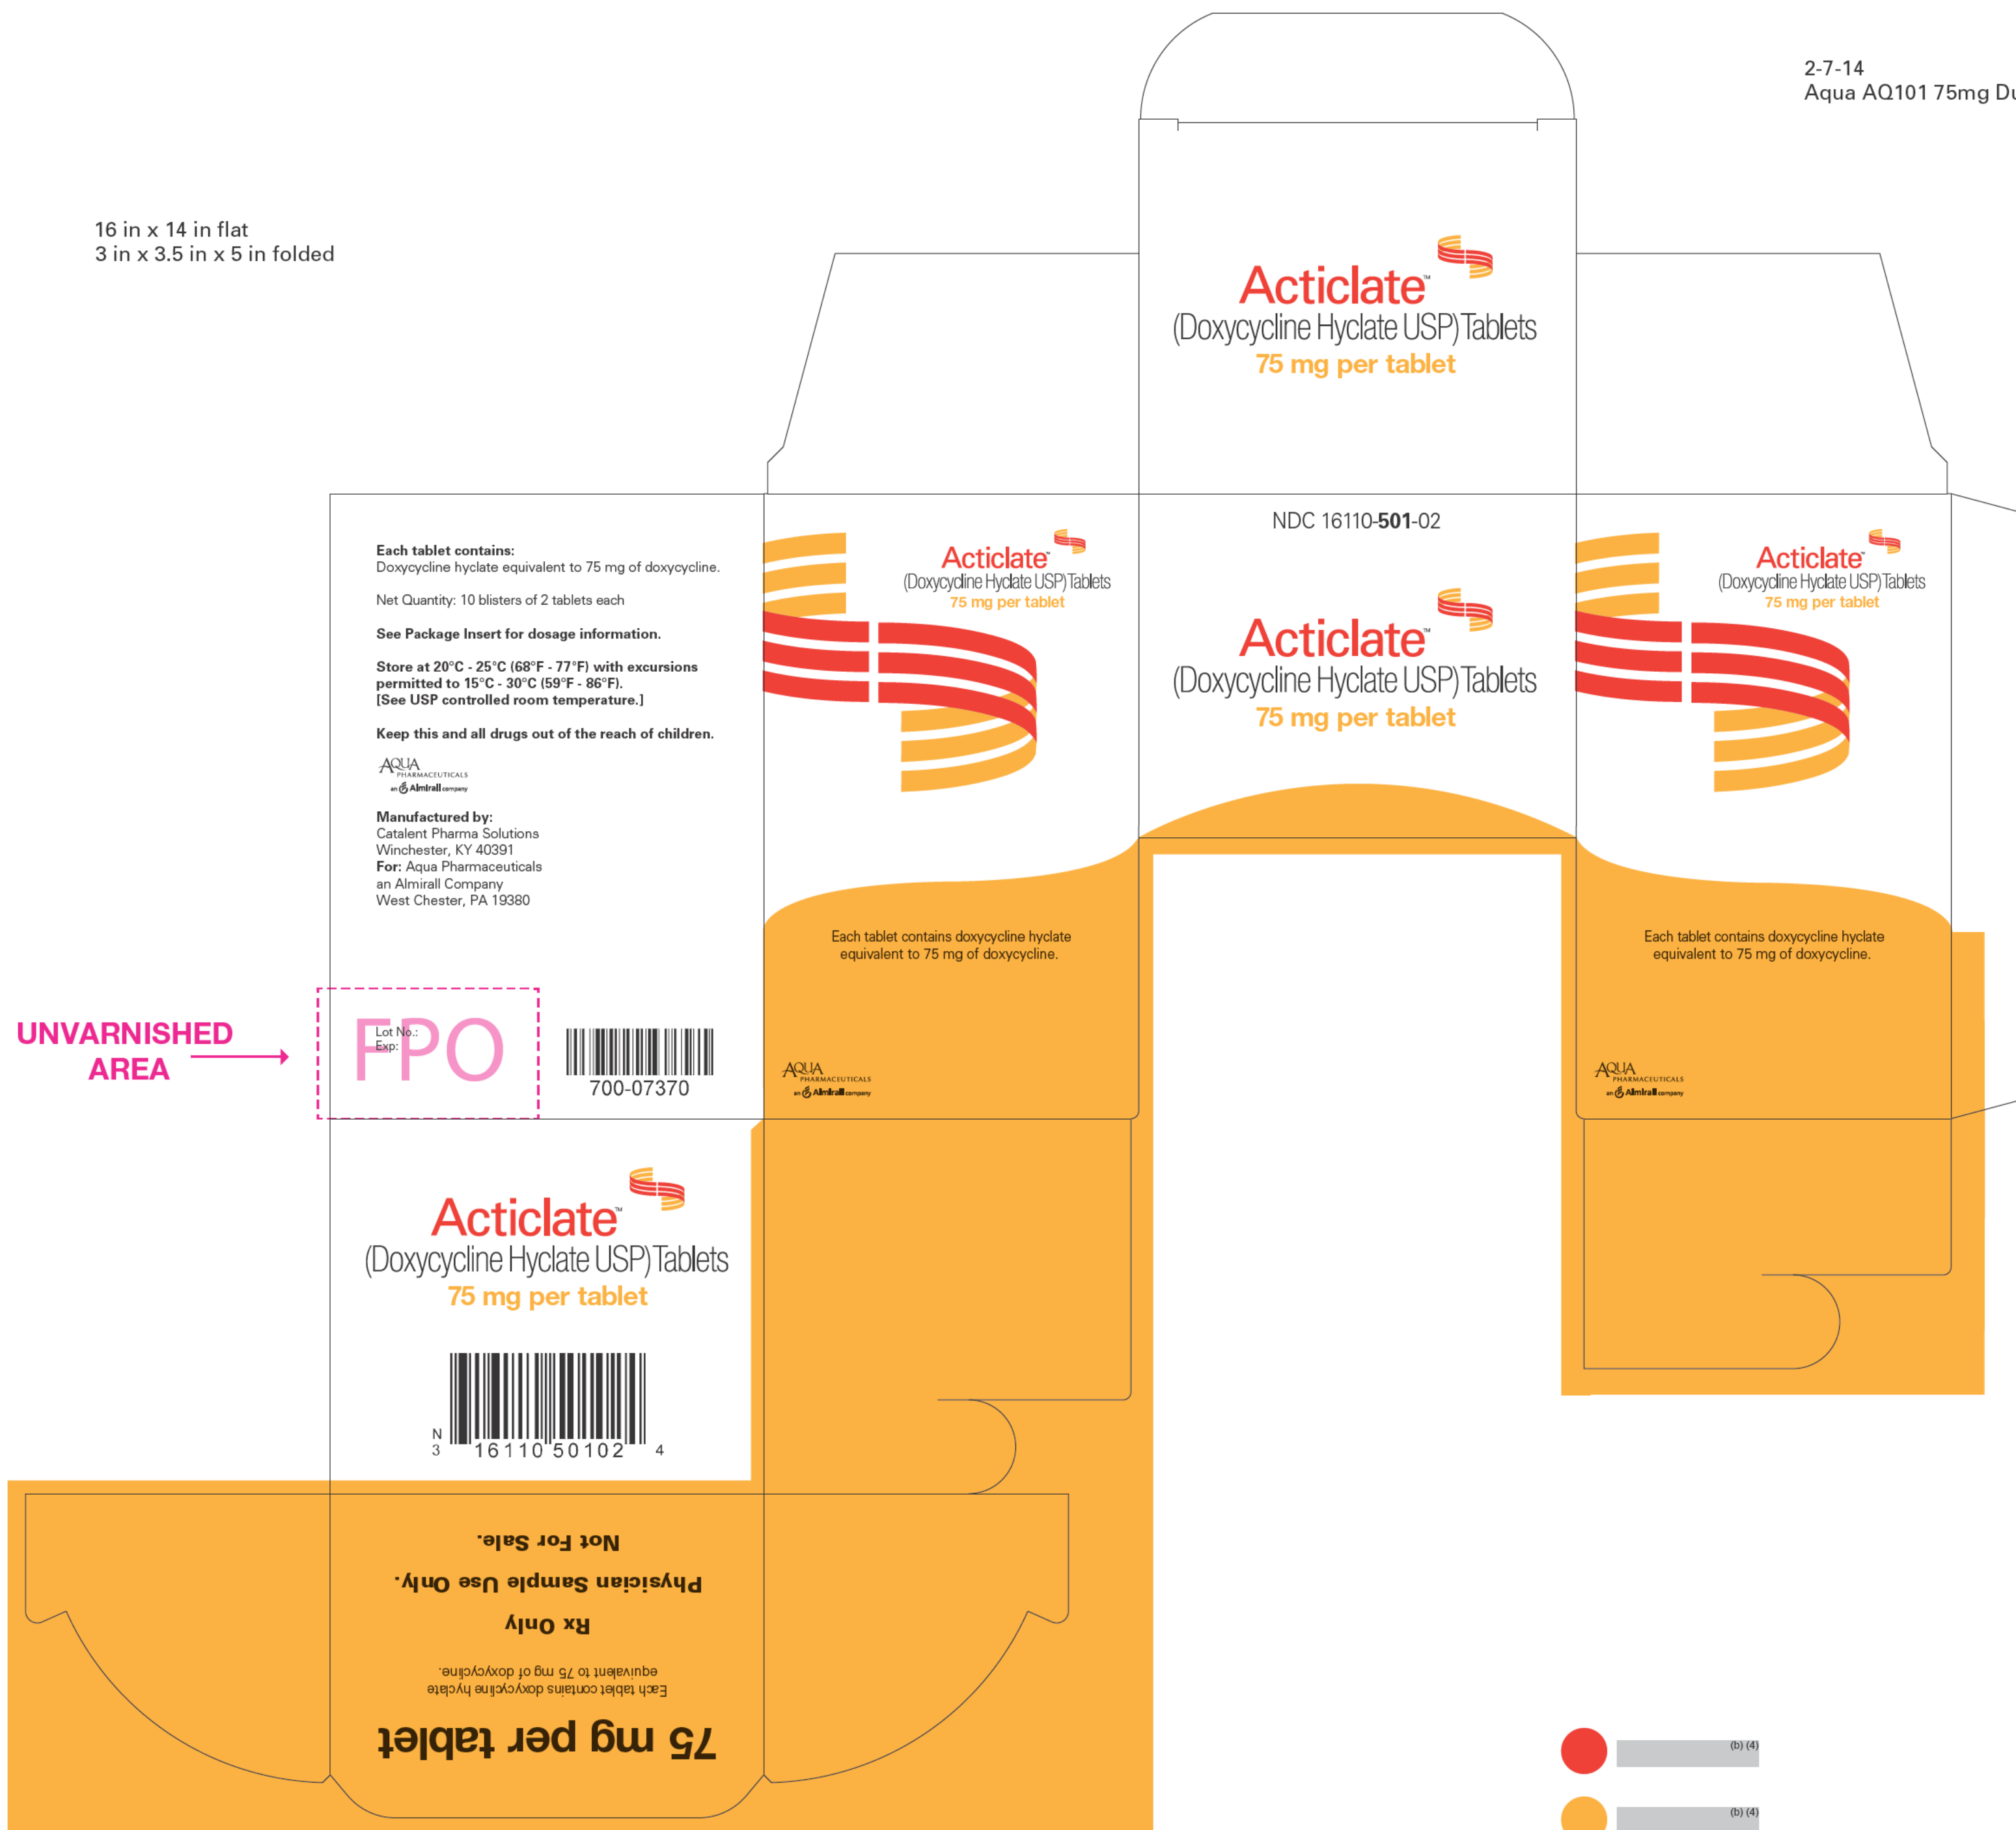 2-7-14
Aqua AQ101 75mg
16 in x 14 in flat
3 in x 3.5 in x 5 in folded
Acticlate™
(Doxycycline Hyclate USP) Tablets
75 mg per tablet
Each tablet contains:
Doxycycline hyclate equivalent to 75 mg of doxycycline.
Net Quantity: 10 blisters of 2 tablets each
See Package Insert for dosage information.
Store at 20°C - 25°C (68°F - 77°F) with excursions
permitted to 15°C - 30°C (59°F - 86°F).
[See USP controlled room temperature.]
Keep this and all drugs out of the reach of children.
AQUA
PHARMACEUTICALS
an Almirall company
Manufactured by:
Catalent Pharma Solutions
Winchester, KY 40391
For: Aqua Pharmaceuticals
an Almirall Company
West Chester, PA 19380
UNVARNISHED
AREA
FPO
Lot No.:
Exp:
700-07370
Acticlate™
(Doxycycline Hyclate USP) Tablets
75 mg per tablet
Each tablet contains doxycycline hyclate
equivalent to 75 mg of doxycycline.
AQUA
PHARMACEUTICALS
an Almirall company
NDC 16110-501-02
Acticlate™
(Doxycycline Hyclate USP) Tablets
75 mg per tablet
Acticlate™
(Doxycycline Hyclate USP) Tablets
75 mg per tablet
Each tablet contains doxycycline hyclate
equivalent to 75 mg of doxycycline.
AQUA
PHARMACEUTICALS
an Almirall company
Acticlate™
(Doxycycline Hyclate USP) Tablets
75 mg per tablet
N
3 16110 50102 4
75 mg per tablet
Each tablet contains doxycycline hyclate
equivalent to 75 mg of doxycycline.
Rx Only
Physician Sample Use Only.
Not For Sale.
(b) (4)
(b) (4)